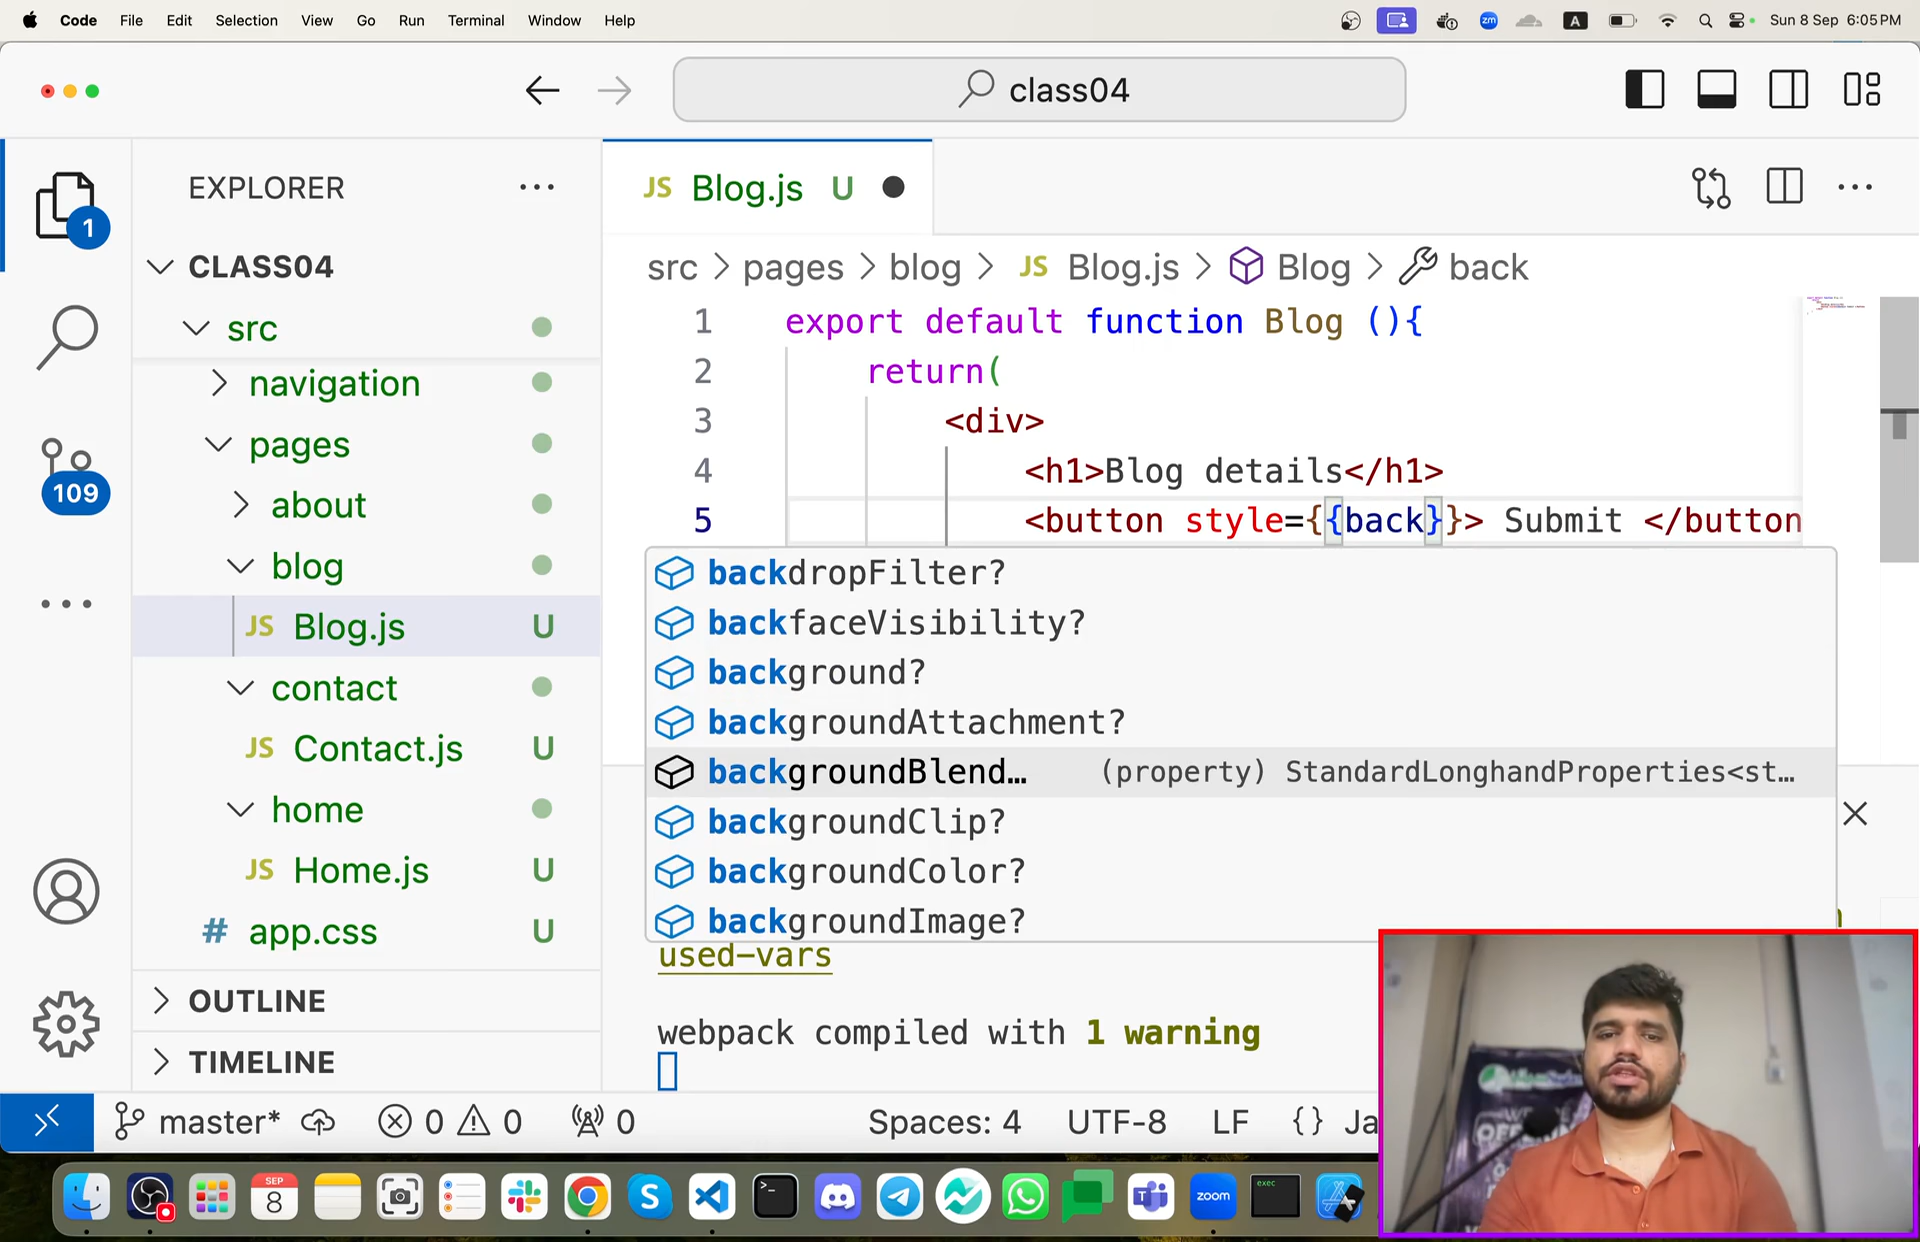 Code File Edit Selection View Go Run Terminal Window Help
zm A Sun 8 Sep 6:05 PM
class04
EXPLORER
JS Blog.js U
1
CLASS04
src > pages > blog > JS Blog.js > Blog > back
src
navigation
pages
about
109
blog
JS Blog.js U
contact
JS Contact.js U
home
JS Home.js U
# app.css U
OUTLINE
TIMELINE
1 export default function Blog (){
2 return(
3 <div>
4 <h1>Blog details</h1>
5 <button style={{back}}> Submit </button
backdropFilter?
backfaceVisibility?
background?
backgroundAttachment?
backgroundBlend… (property) StandardLonghandProperties<st…
backgroundClip?
backgroundColor?
backgroundImage?
used-vars
webpack compiled with 1 warning
master* 0 0 0 Spaces: 4 UTF-8 LF {} Ja
SEP
8
S
T
zoom
exec